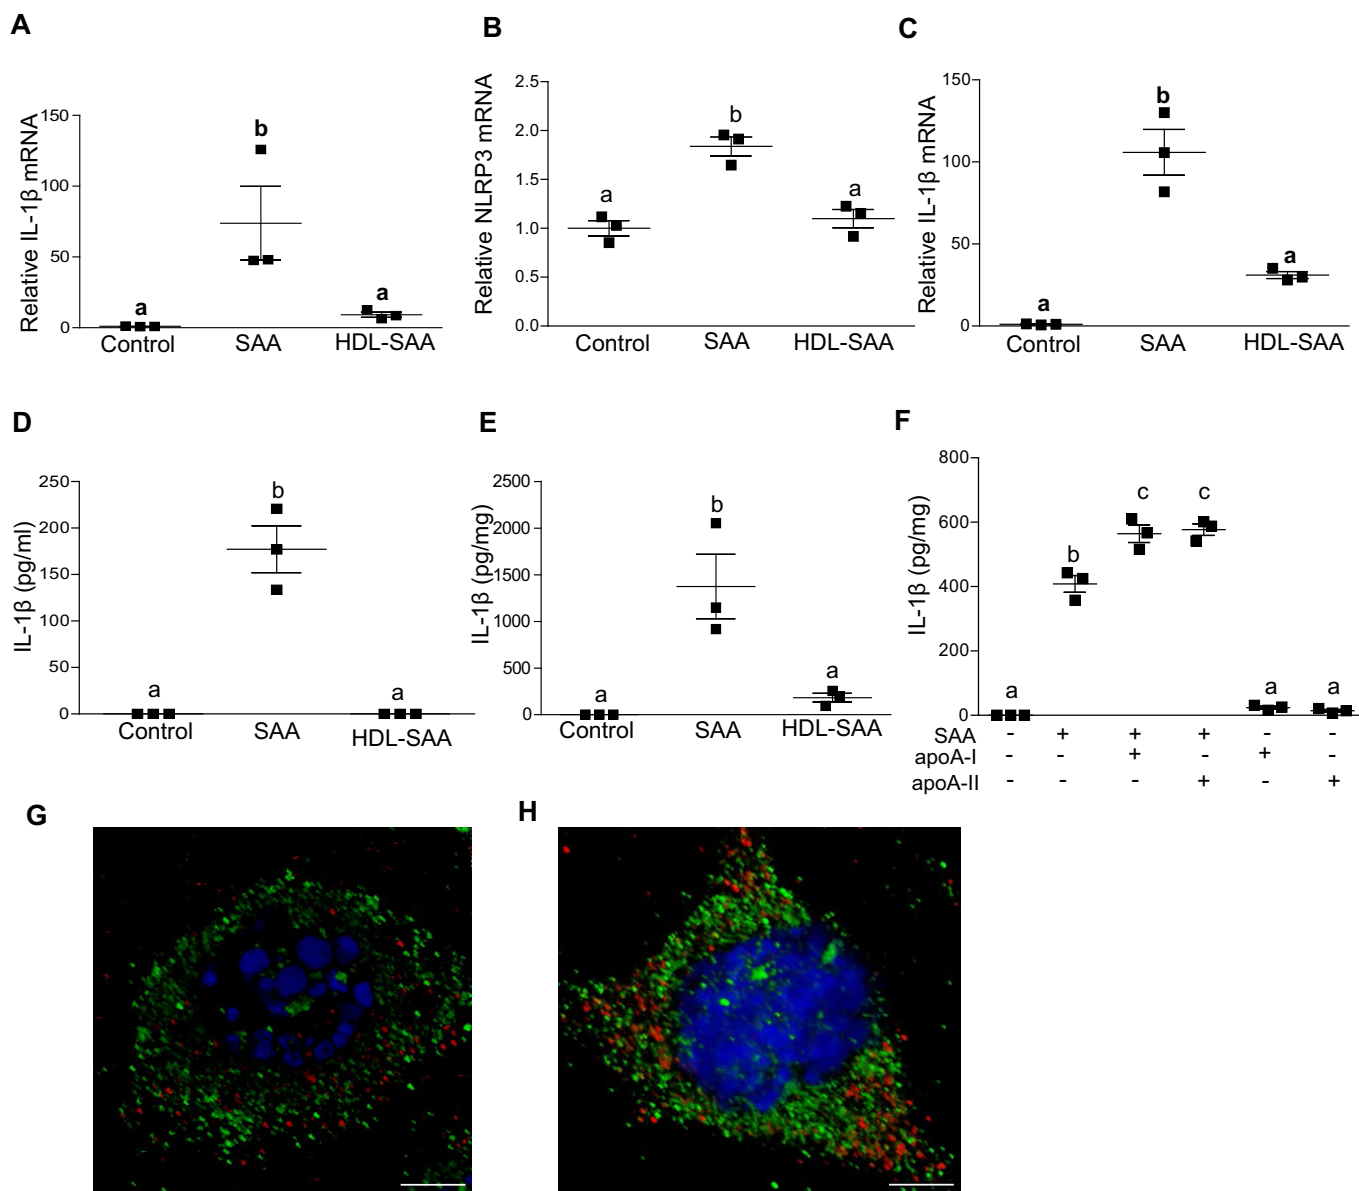 A
B
C
Relative IL-1β mRNA
150
100
50
0
a
b
a
Control
SAA
HDL-SAA
Relative NLRP3 mRNA
2.5
2.0
1.5
1.0
0.5
0.0
a
b
a
Control
SAA
HDL-SAA
Relative IL-1β mRNA
150
100
50
0
a
b
a
Control
SAA
HDL-SAA
D
E
F
IL-1β (pg/ml)
250
200
150
100
50
0
a
b
a
Control
SAA
HDL-SAA
IL-1β (pg/mg)
2500
2000
1500
1000
500
0
a
b
a
Control
SAA
HDL-SAA
IL-1β (pg/mg)
800
600
400
200
0
a
b
c
c
a
a
SAA - + + + - -
apoA-I - - + - + -
apoA-II - - - + - +
G
H